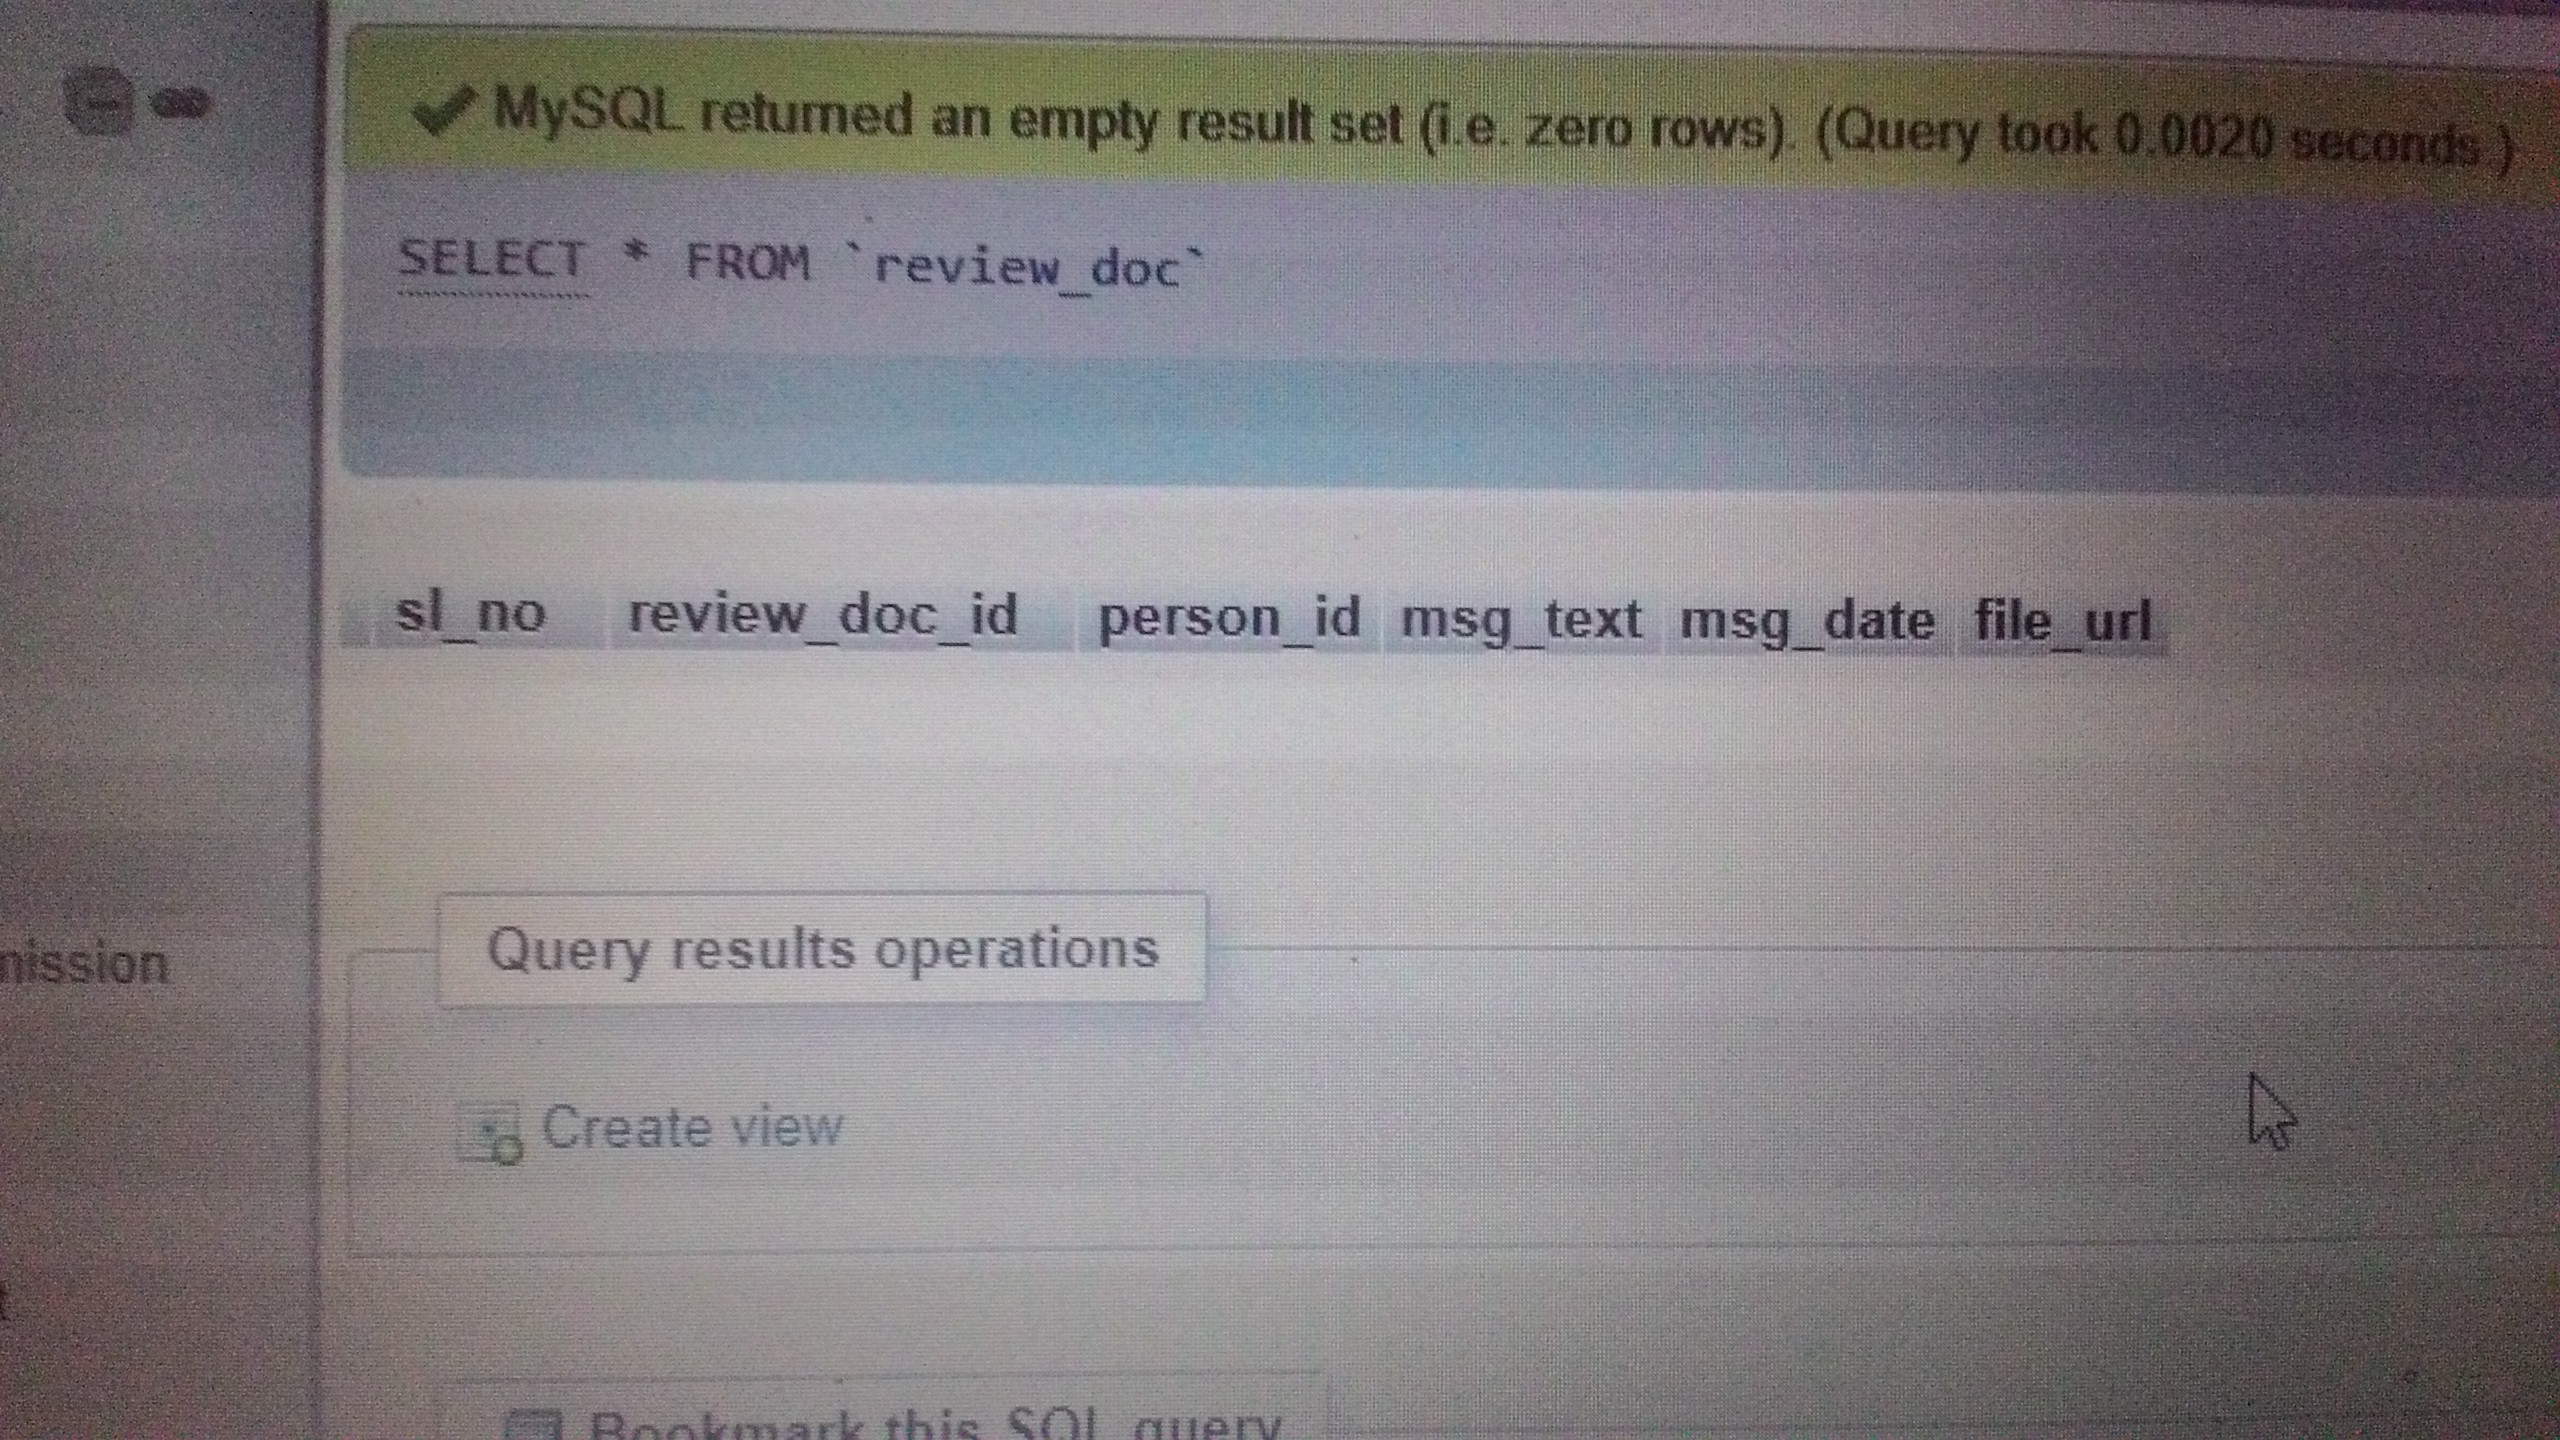 MySQL returned an empty result set (i.e. zero rows). (Query took 0.0020 seconds.)
SELECT * FROM `review_doc`
sl_no review_doc_id person_id msg_text msg_date file_url
nission
Query results operations
Create view
Bookmark this SQL query